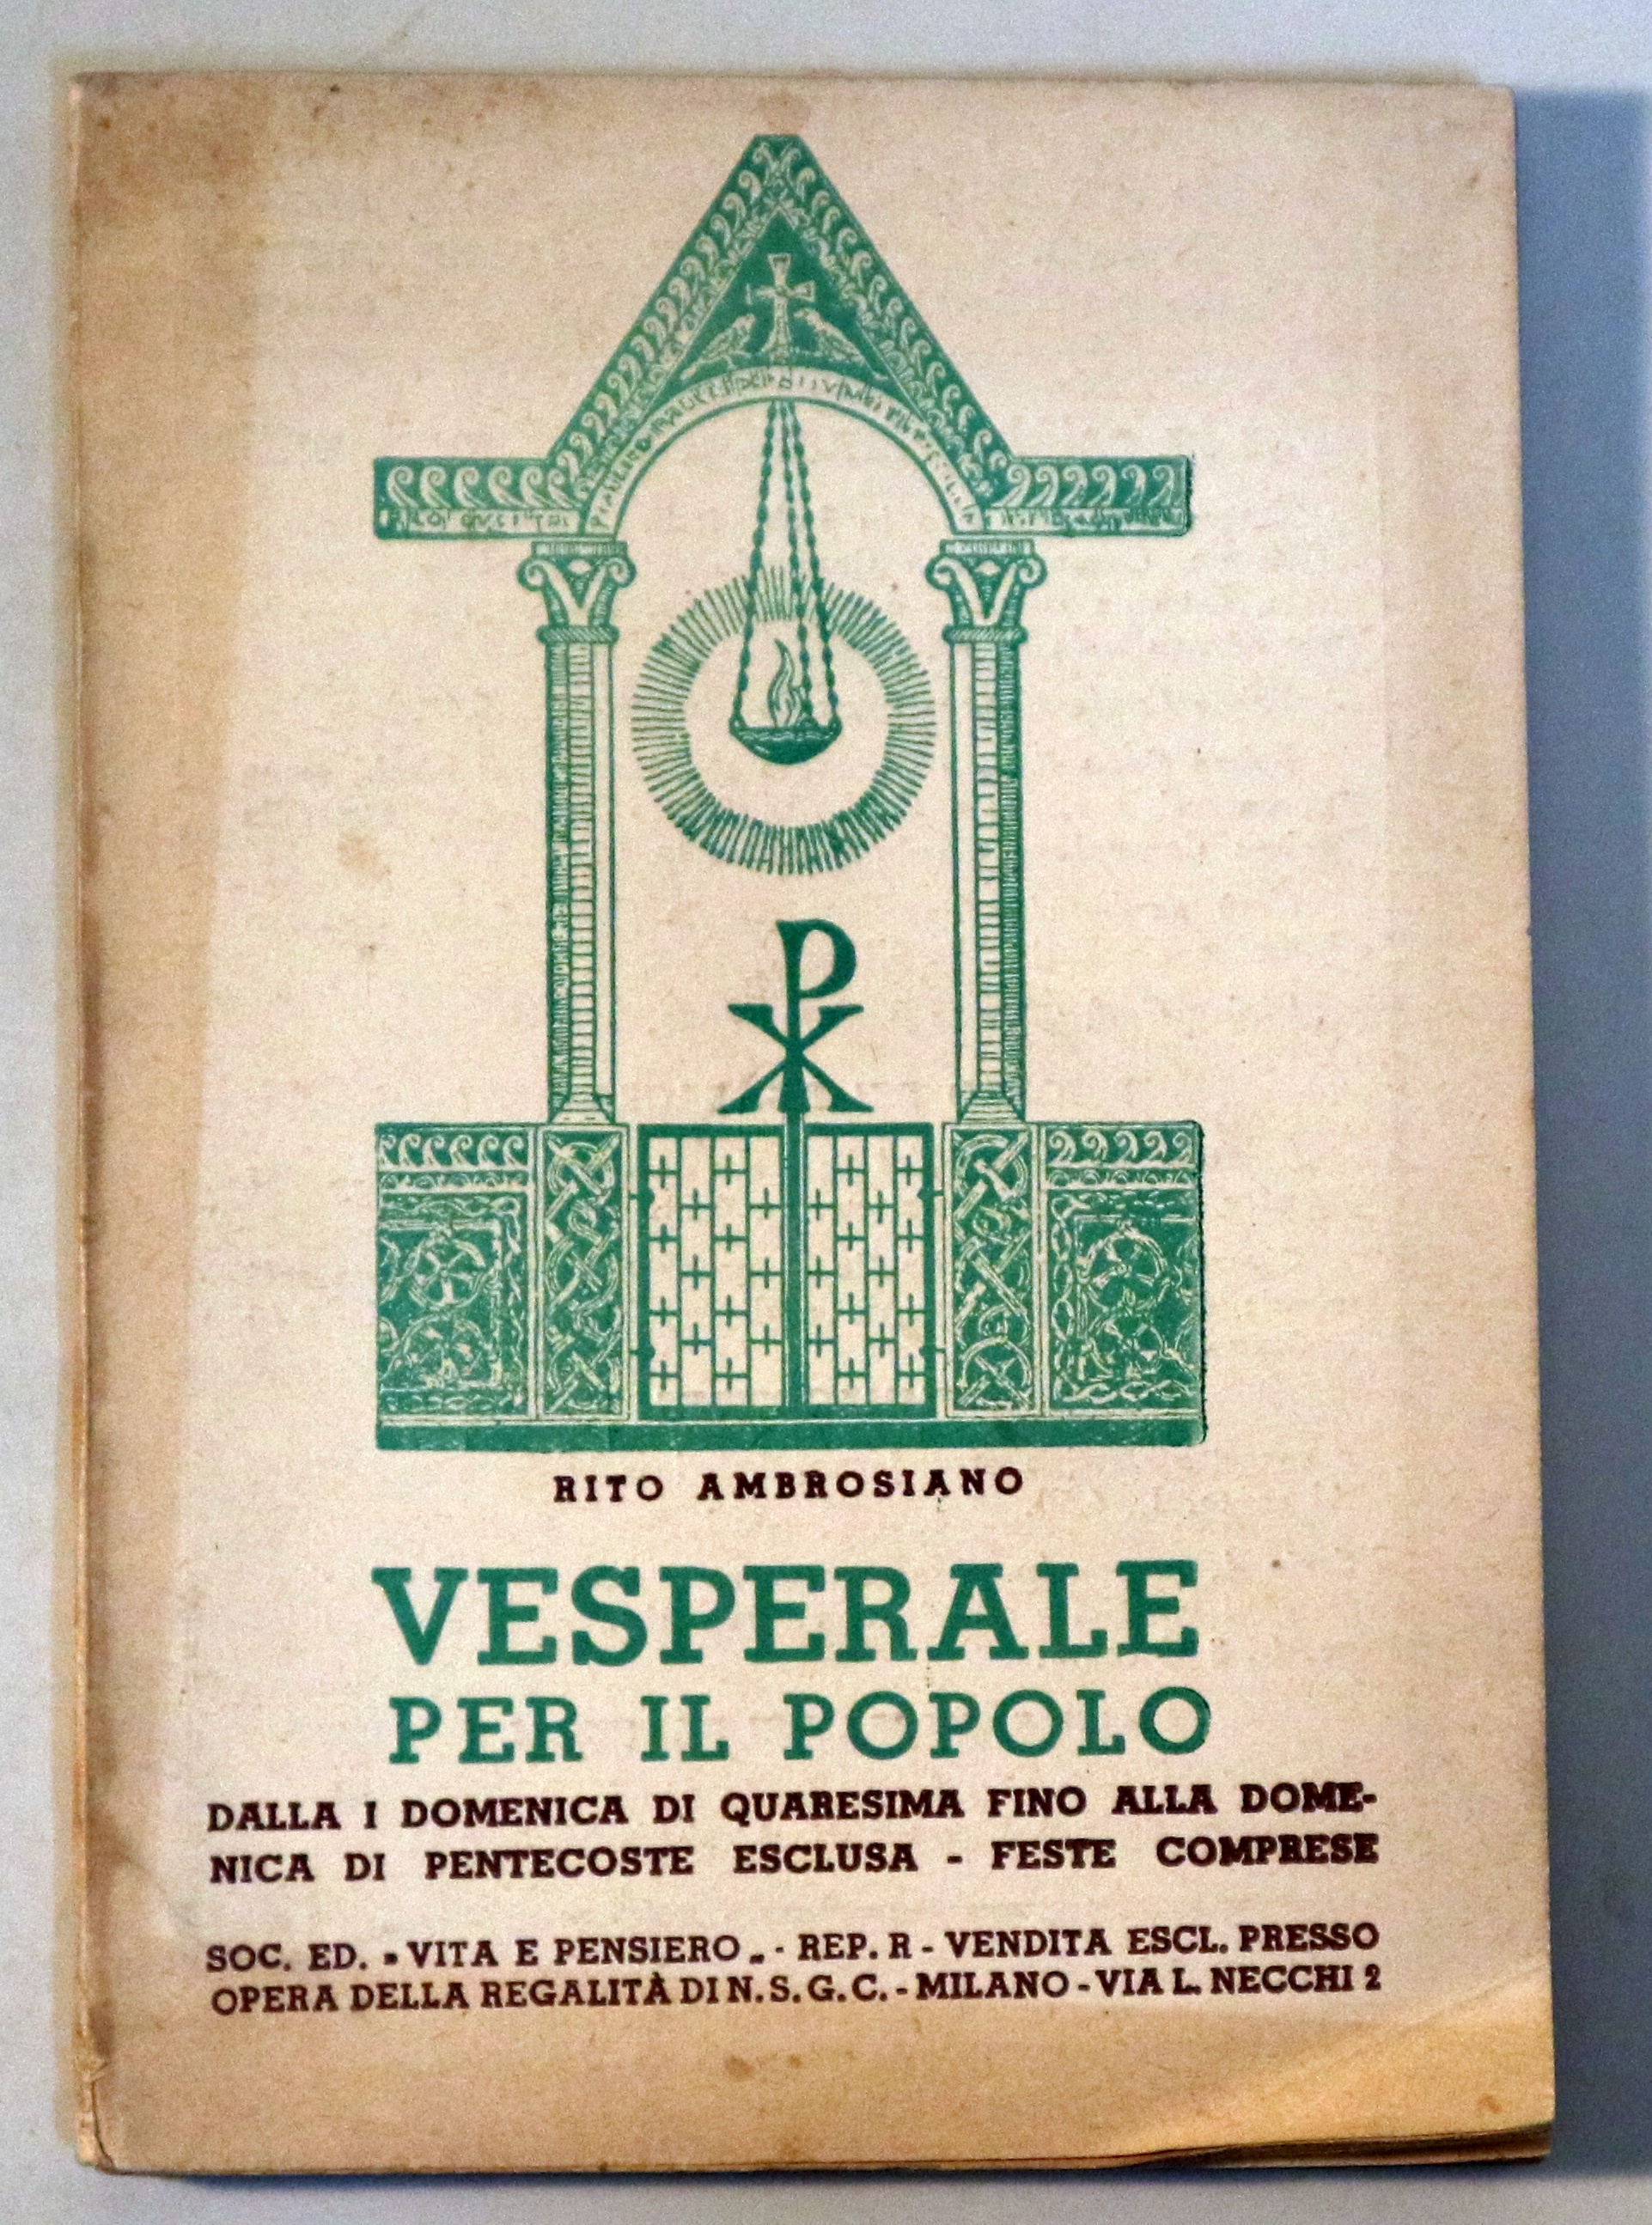 RITO AMBROSIANO
VESPERALE
PER IL POPOLO
DALLA I DOMENICA DI QUARESIMA FINO ALLA DOME-
NICA DI PENTECOSTE ESCLUSA - FESTE COMPRESE
SOC. ED. „ VITA E PENSIERO „ - REP. R - VENDITA ESCL. PRESSO
OPERA DELLA REGALITÀ DI N. S. G. C. - MILANO - VIA L. NECCHI 2